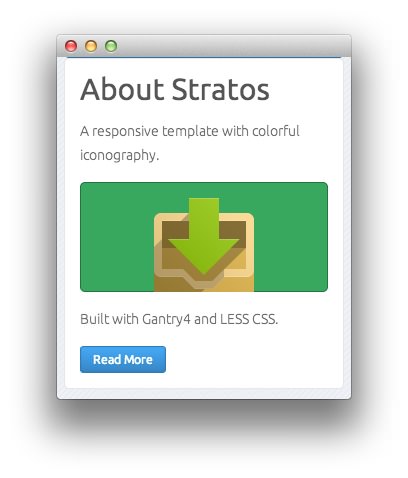 About Stratos
A responsive template with colorful
iconography.
Built with Gantry4 and LESS CSS.
Read More